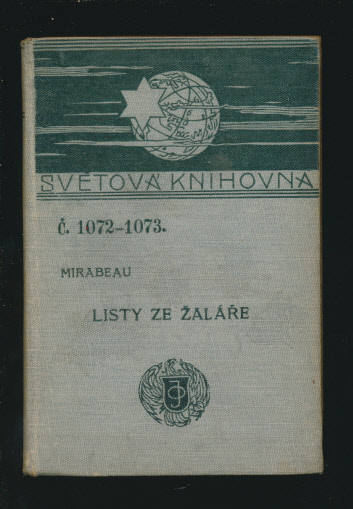 SVĚTOVÁ KNIHOVNA
Č. 1072-1073.
MIRABEAU
LISTY ZE ŽALÁŘE